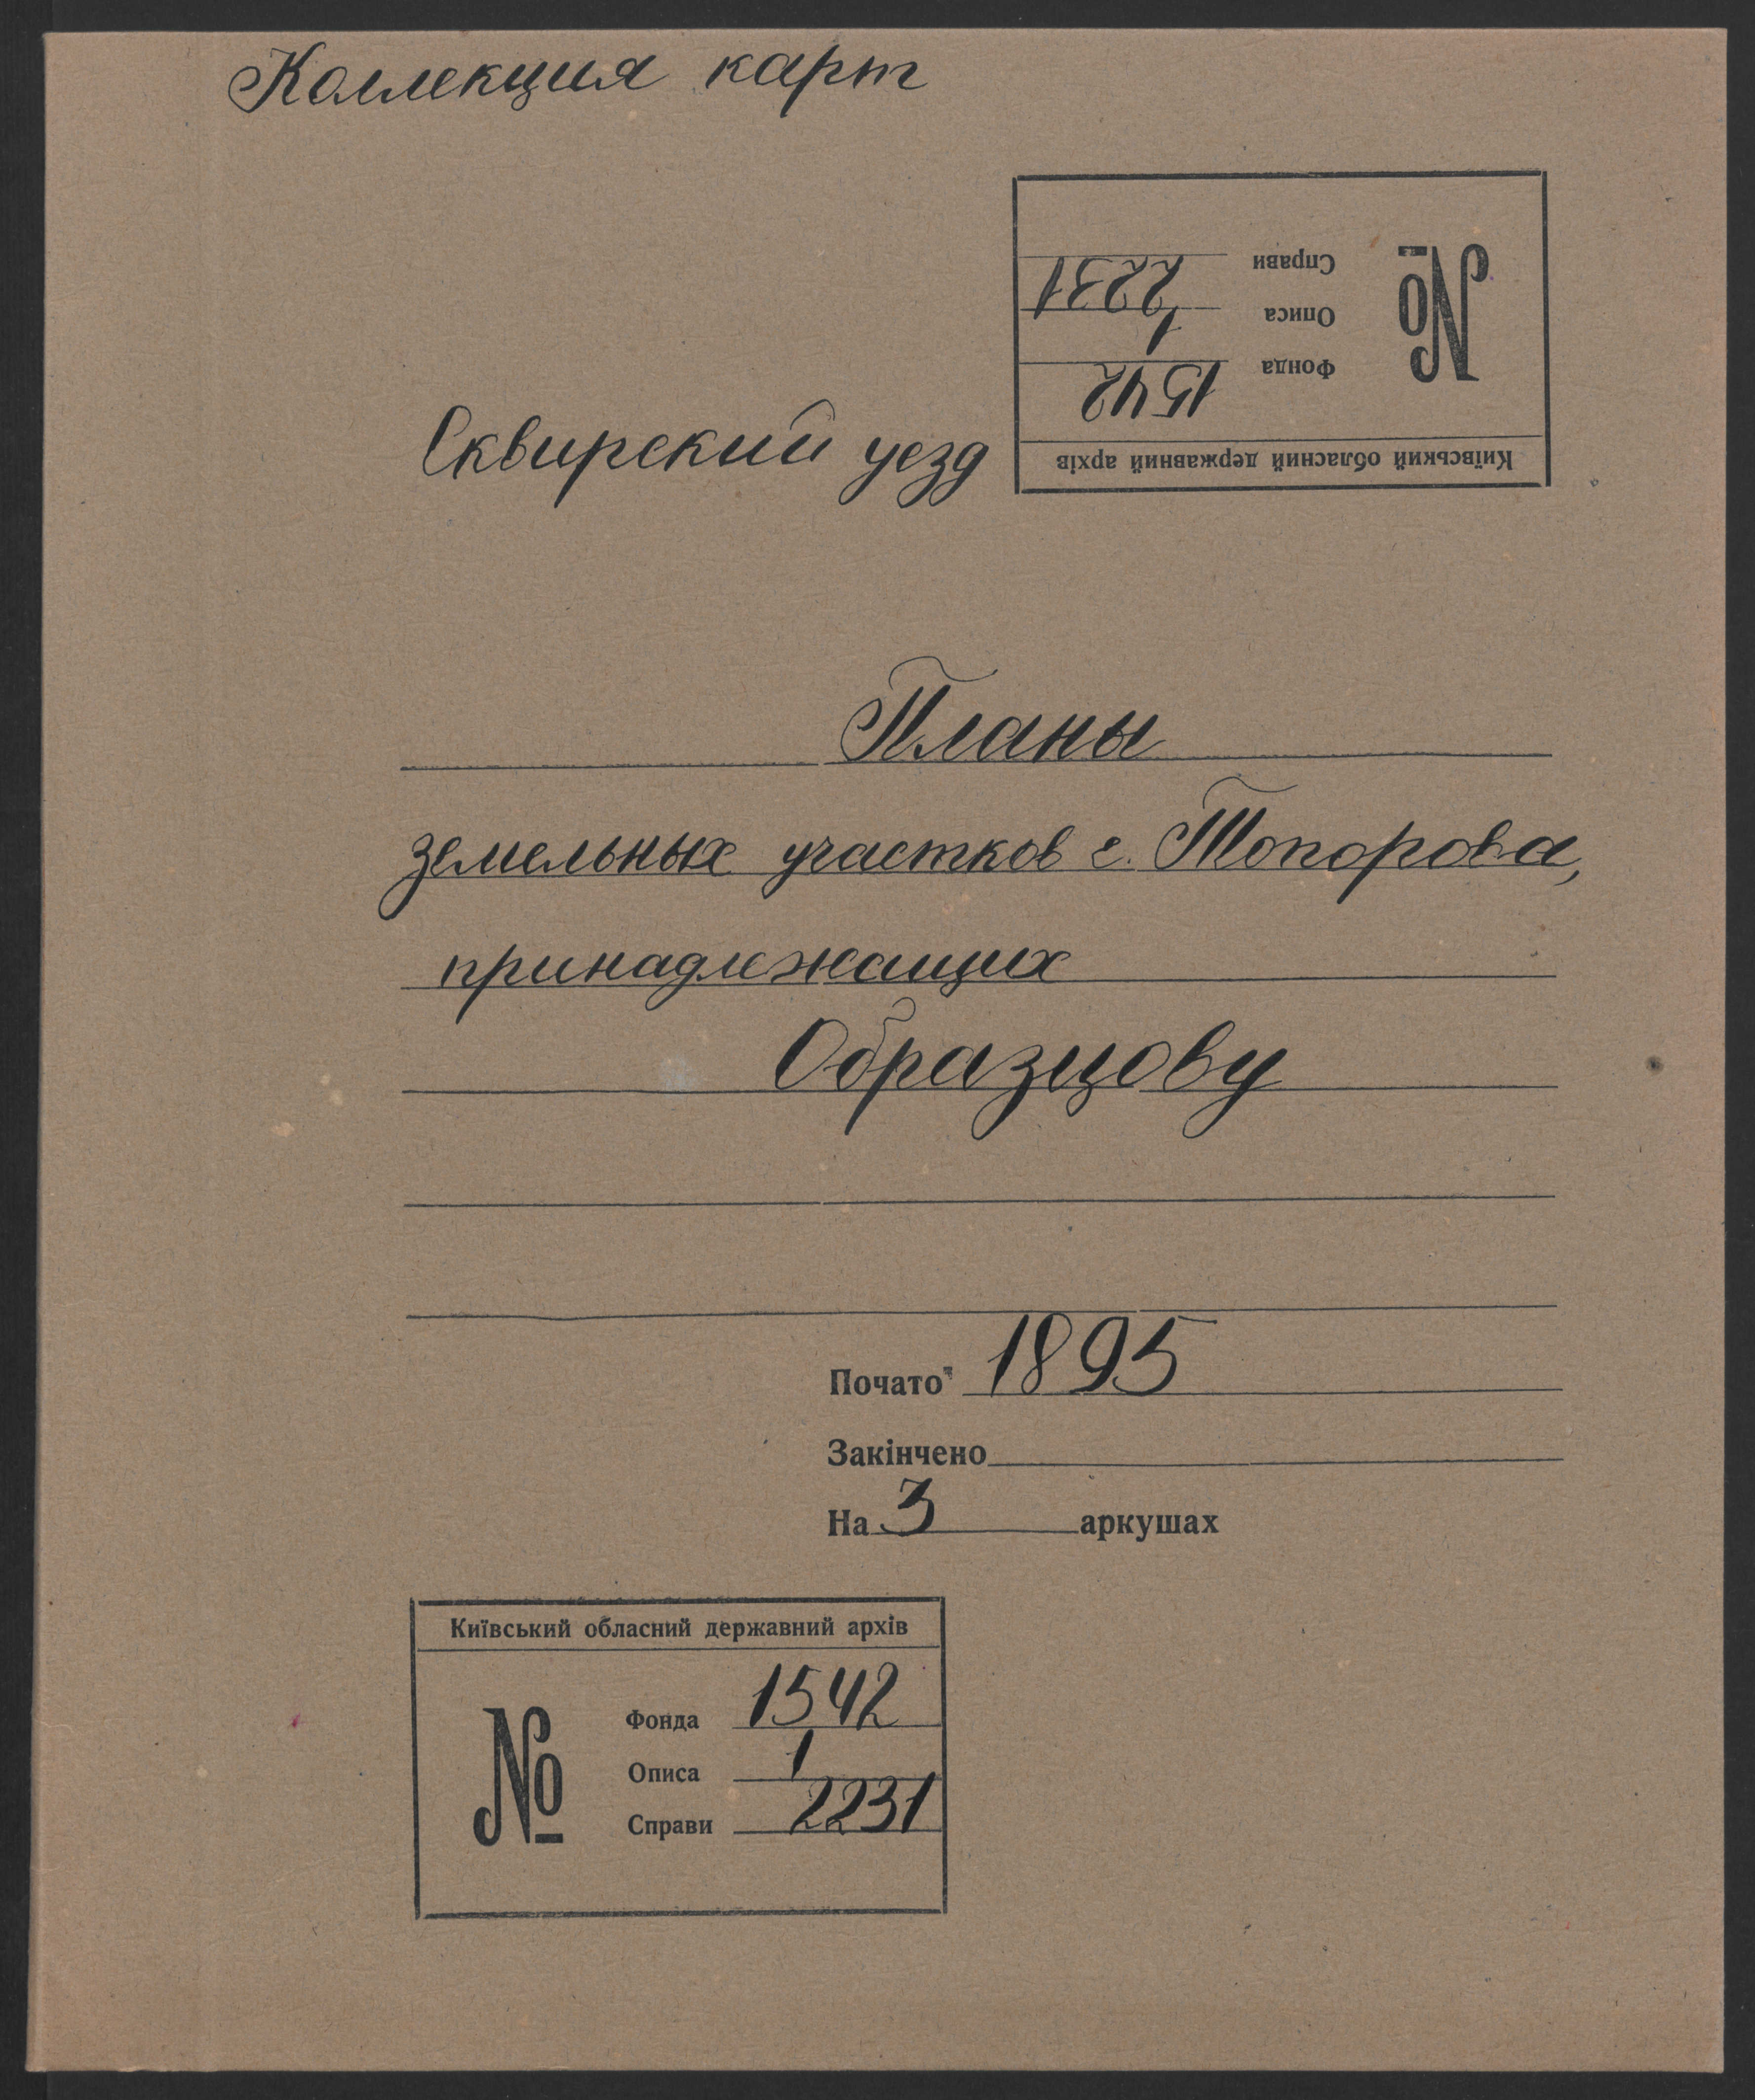 Коллекция карт
Справи 2231
Описа 1
Фонда 1542
№
Київський обласний державний архів
Сквирский уезд
Планы
земельных участков с. Топорова,
принадлежащих
Образцову
Почато 1895
Закінчено
На 3 аркушах
Київський обласний державний архів
№
Фонда 1542
Описа 1
Справи 2231